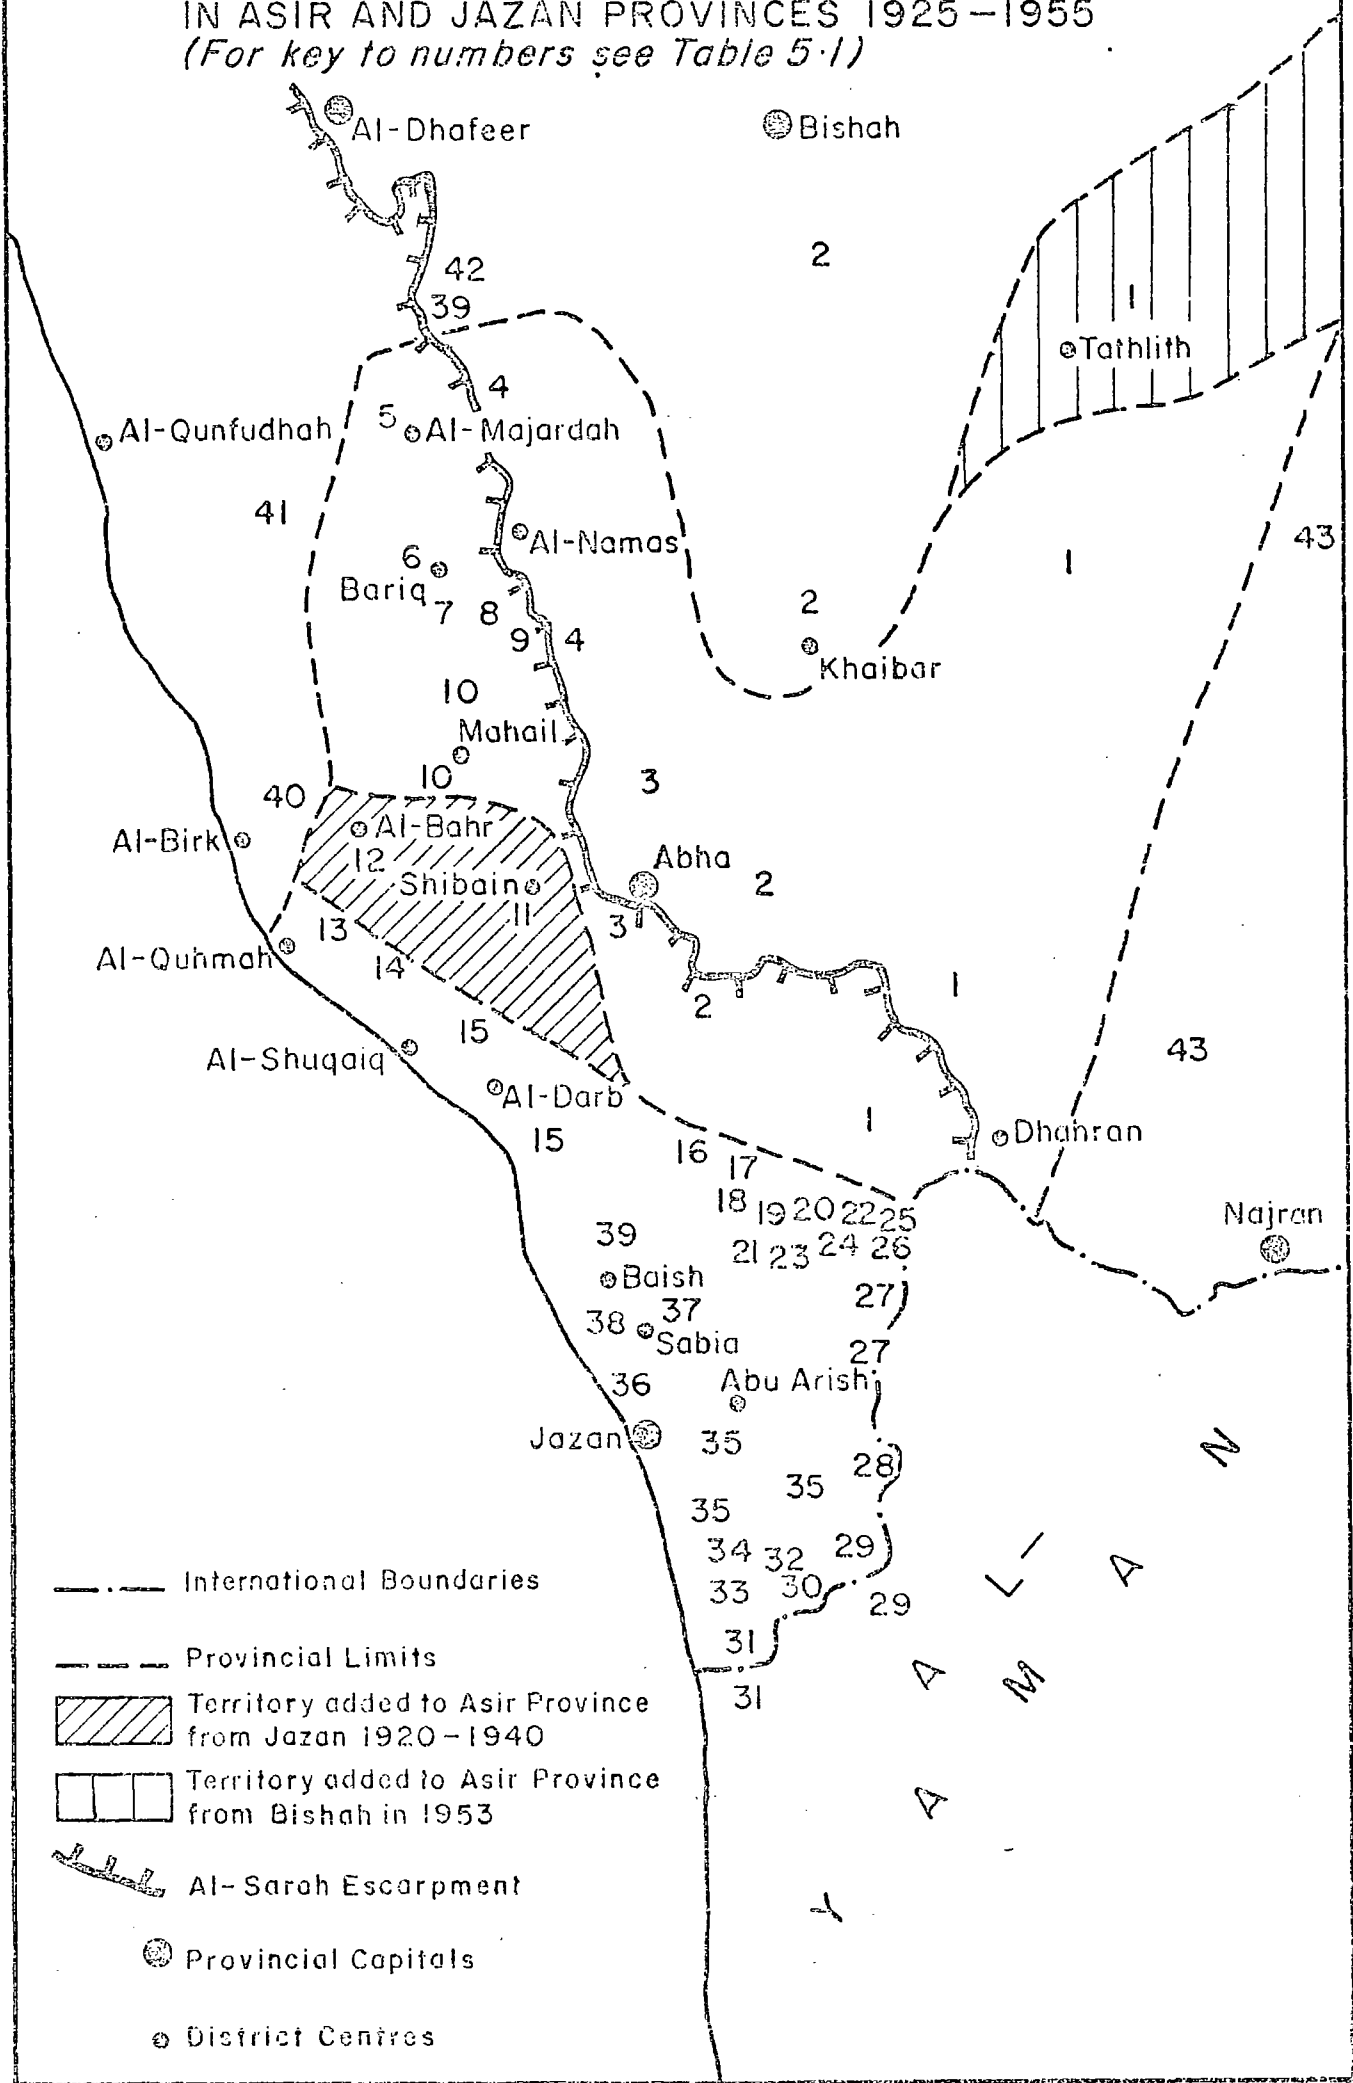 IN ASIR AND JAZAN PROVINCES 1925-1955
(For key to numbers see Table 5·1)
Al-Dhafeer
Bishah
2
42
39
1
Tathlith
4
5
Al-Majardah
Al-Qunfudhah
41
43
Al-Namas
6
1
Bariq
7
8
2
9
4
Khaibar
10
Mahail
10
3
40
Al-Bahr
Al-Birk
12
Abha
Shibain
2
11
13
3
Al-Quhmah
14
1
2
15
43
Al-Shuqaiq
Al-Darb
1
Dhahran
15
16
17
18
19
20
22
25
Najran
39
21
23
24
26
Baish
27
37
38
Sabia
27
36
Abu Arish
Jazan
35
28
35
35
34
32
29
33
30
29
31
31
YAMAN
AL-
International Boundaries
Provincial Limits
Territory added to Asir Province
from Jazan 1920-1940
Territory added to Asir Province
from Bishah in 1953
Al-Sarah Escarpment
Provincial Capitals
District Centres